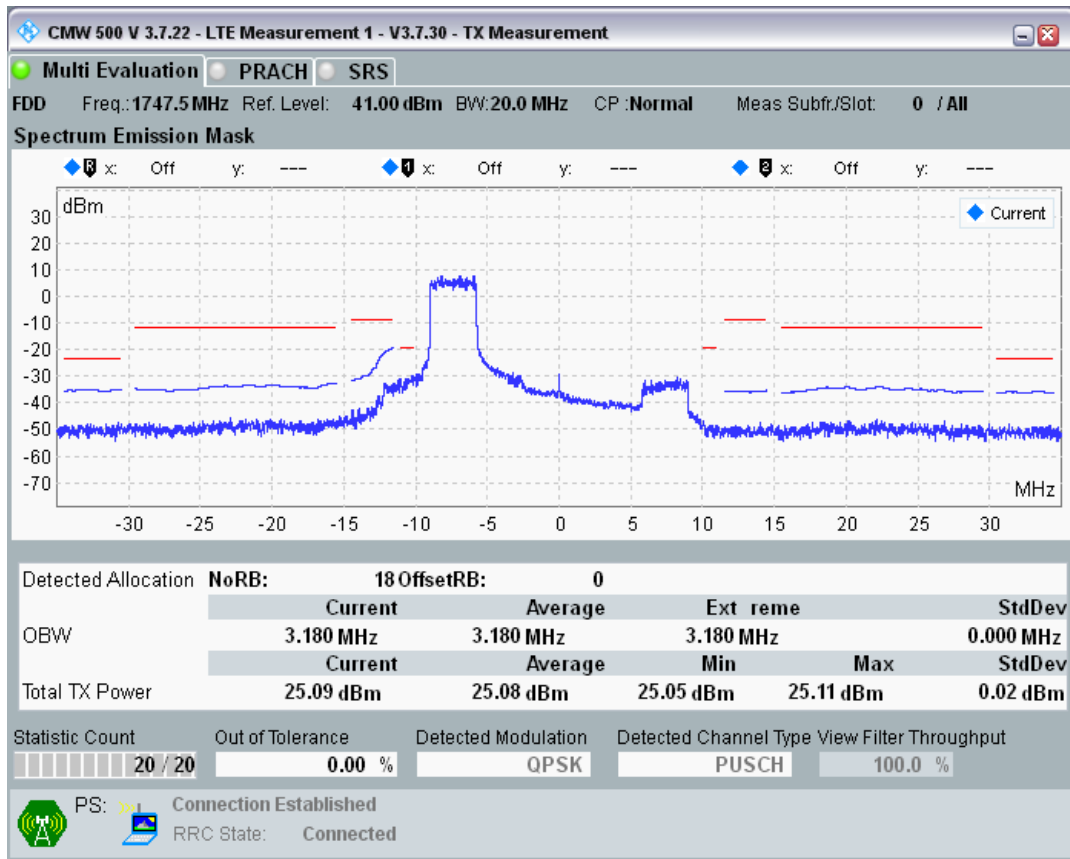 CMW 500 V 3.7.22 - LTE Measurement 1 - V3.7.30 - TX Measurement
Multi Evaluation PRACH SRS
FDD Freq.:1747.5 MHz Ref. Level: 41.00 dBm BW:20.0 MHz CP :Normal Meas Subfr./Slot: 0 / All
Spectrum Emission Mask
R x: Off y: --- 1 x: Off y: --- 2 x: Off y: ---
dBm
Current
30
20
10
0
-10
-20
-30
-40
-50
-60
-70
MHz
-30 -25 -20 -15 -10 -5 0 5 10 15 20 25 30
Detected Allocation NoRB: 18 OffsetRB: 0
Current Average Ext reme StdDev
OBW 3.180 MHz 3.180 MHz 3.180 MHz 0.000 MHz
Current Average Min Max StdDev
Total TX Power 25.09 dBm 25.08 dBm 25.05 dBm 25.11 dBm 0.02 dBm
Statistic Count Out of Tolerance Detected Modulation Detected Channel Type View Filter Throughput
20 / 20 0.00 % QPSK PUSCH 100.0 %
PS: Connection Established
RRC State: Connected